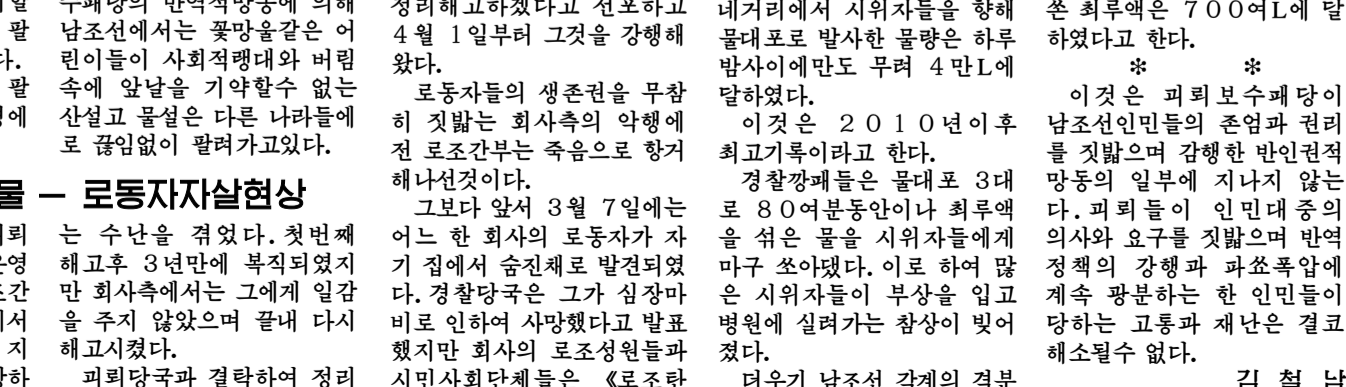 팔
남조선에서는 꽃망울같은 어
린이들이 사회적랭대와 버림
팔 속에 앞날을 기약할수 없는
산설고 물설은 다른 나라들에
로 끊임없이 팔려가고있다.
물 — 로동자자살현상
는 수난을 겪었다. 첫번째
해고후 3년만에 복직되였지
만 회사측에서는 그에게 일감
을 주지 않았으며 끝내 다시
지 해고시켰다.
피뢰당국과 결탁하여 정리
정리해고하겠다고 선포하고
4월 1일부터 그것을 강행해
왔다.
로동자들의 생존권을 무참
히 짓밟는 회사측의 악행에
전 로조간부는 죽음으로 항거
해나선것이다.
그보다 앞서 3월 7일에는
어느 한 회사의 로동자가 자
기 집에서 숨진채로 발견되였
다. 경찰당국은 그가 심장마
비로 인하여 사망했다고 발표
했지만 회사의 로조성원들과
시민사회단체들은 《로조탄
네거리에서 시위자들을 향해
물대포로 발사한 물량은 하루
밤사이에만도 무려 4만L에
달하였다.
이것은 2010년이후
최고기록이라고 한다.
경찰깡패들은 물대포 3대
로 80여분동안이나 최루액
을 섞은 물을 시위자들에게
마구 쏘아댔다. 이로 하여 많
은 시위자들이 부상을 입고
병원에 실려가는 참상이 빚어
졌다.
더우기 남조선 각계의 격분
쏜 최루액은 700여L에 달
하였다고 한다.
* *
이것은 괴뢰보수패당이
남조선인민들의 존엄과 권리
를 짓밟으며 감행한 반인권적
망동의 일부에 지나지 않는
다. 괴뢰들이 인민대중의
의사와 요구를 짓밟으며 반역
정책의 강행과 파쑈폭압에
계속 광분하는 한 인민들이
당하는 고통과 재난은 결코
해소될수 없다.
김 철 남